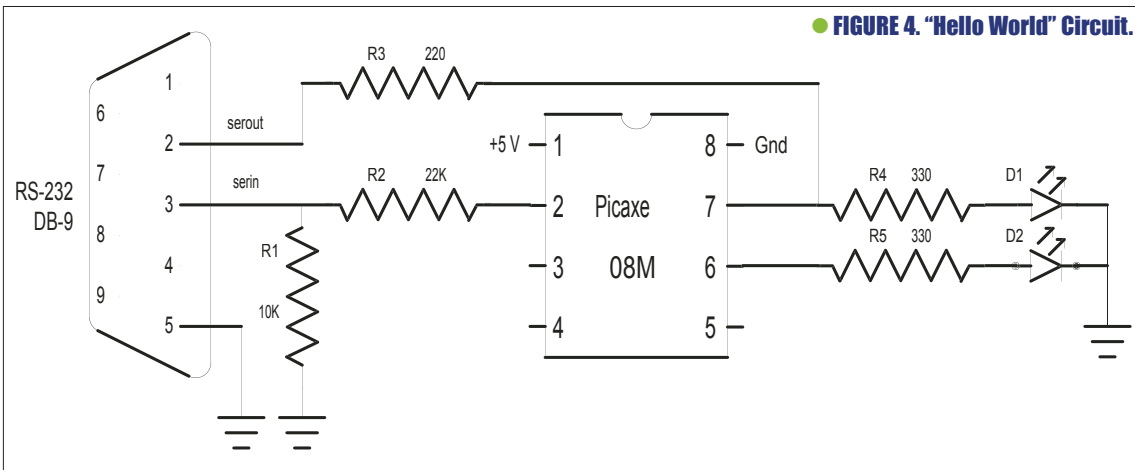 ● FIGURE 4. “Hello World” Circuit.
R3 220
1
6
serout
2
+5 V
1
8
Gnd
7
serin
R2 22K
R4 330
D1
RS-232
DB-9
3
2
Picaxe
7
8
R1
R5 330
D2
4
3
08M
6
9
10K
5
4
5